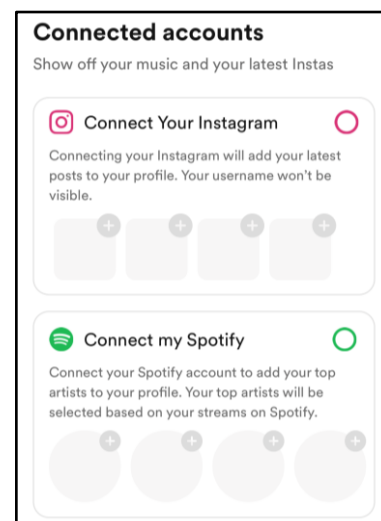 Connected accounts
Show off your music and your latest Instas
Connect Your Instagram
Connecting your Instagram will add your latest
posts to your profile. Your username won't be
visible.
Connect my Spotify
Connect your Spotify account to add your top
artists to your profile. Your top artists will be
selected based on your streams on Spotify.